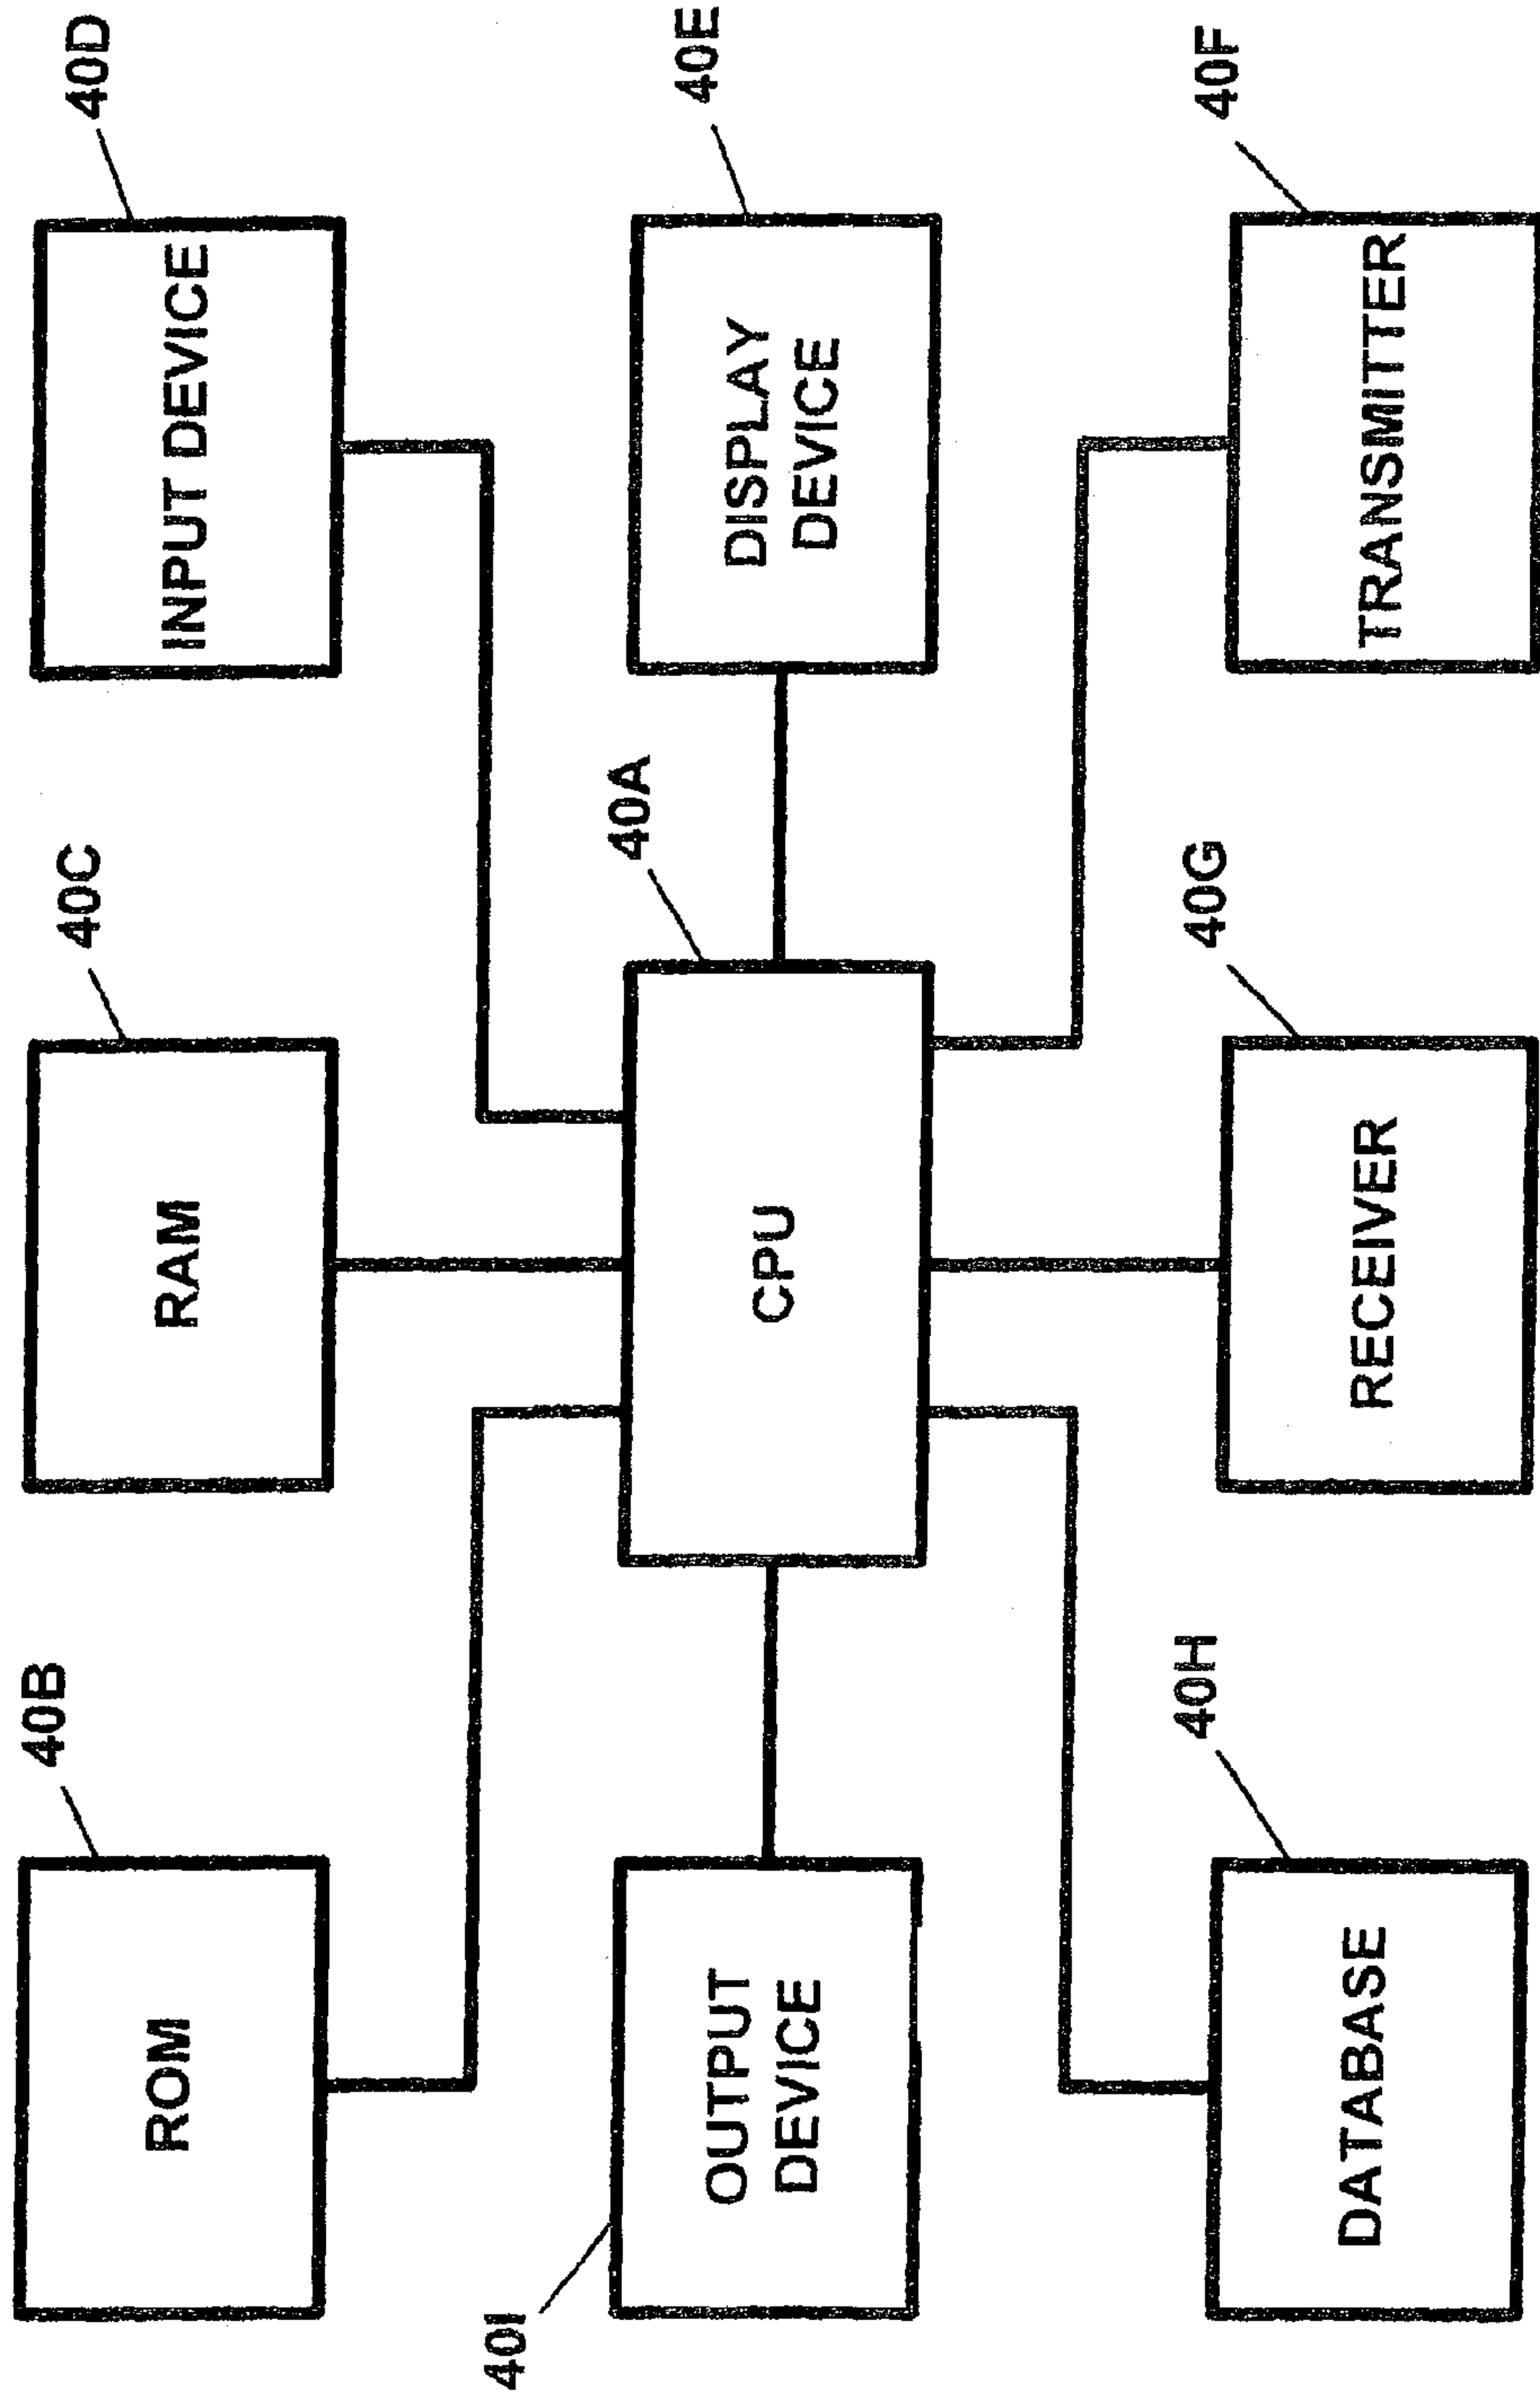 40B
40C
40D
ROM
RAM
INPUT DEVICE
40I
40A
40E
OUTPUT
DEVICE
CPU
DISPLAY
DEVICE
40H
40G
40F
DATABASE
RECEIVER
TRANSMITTER